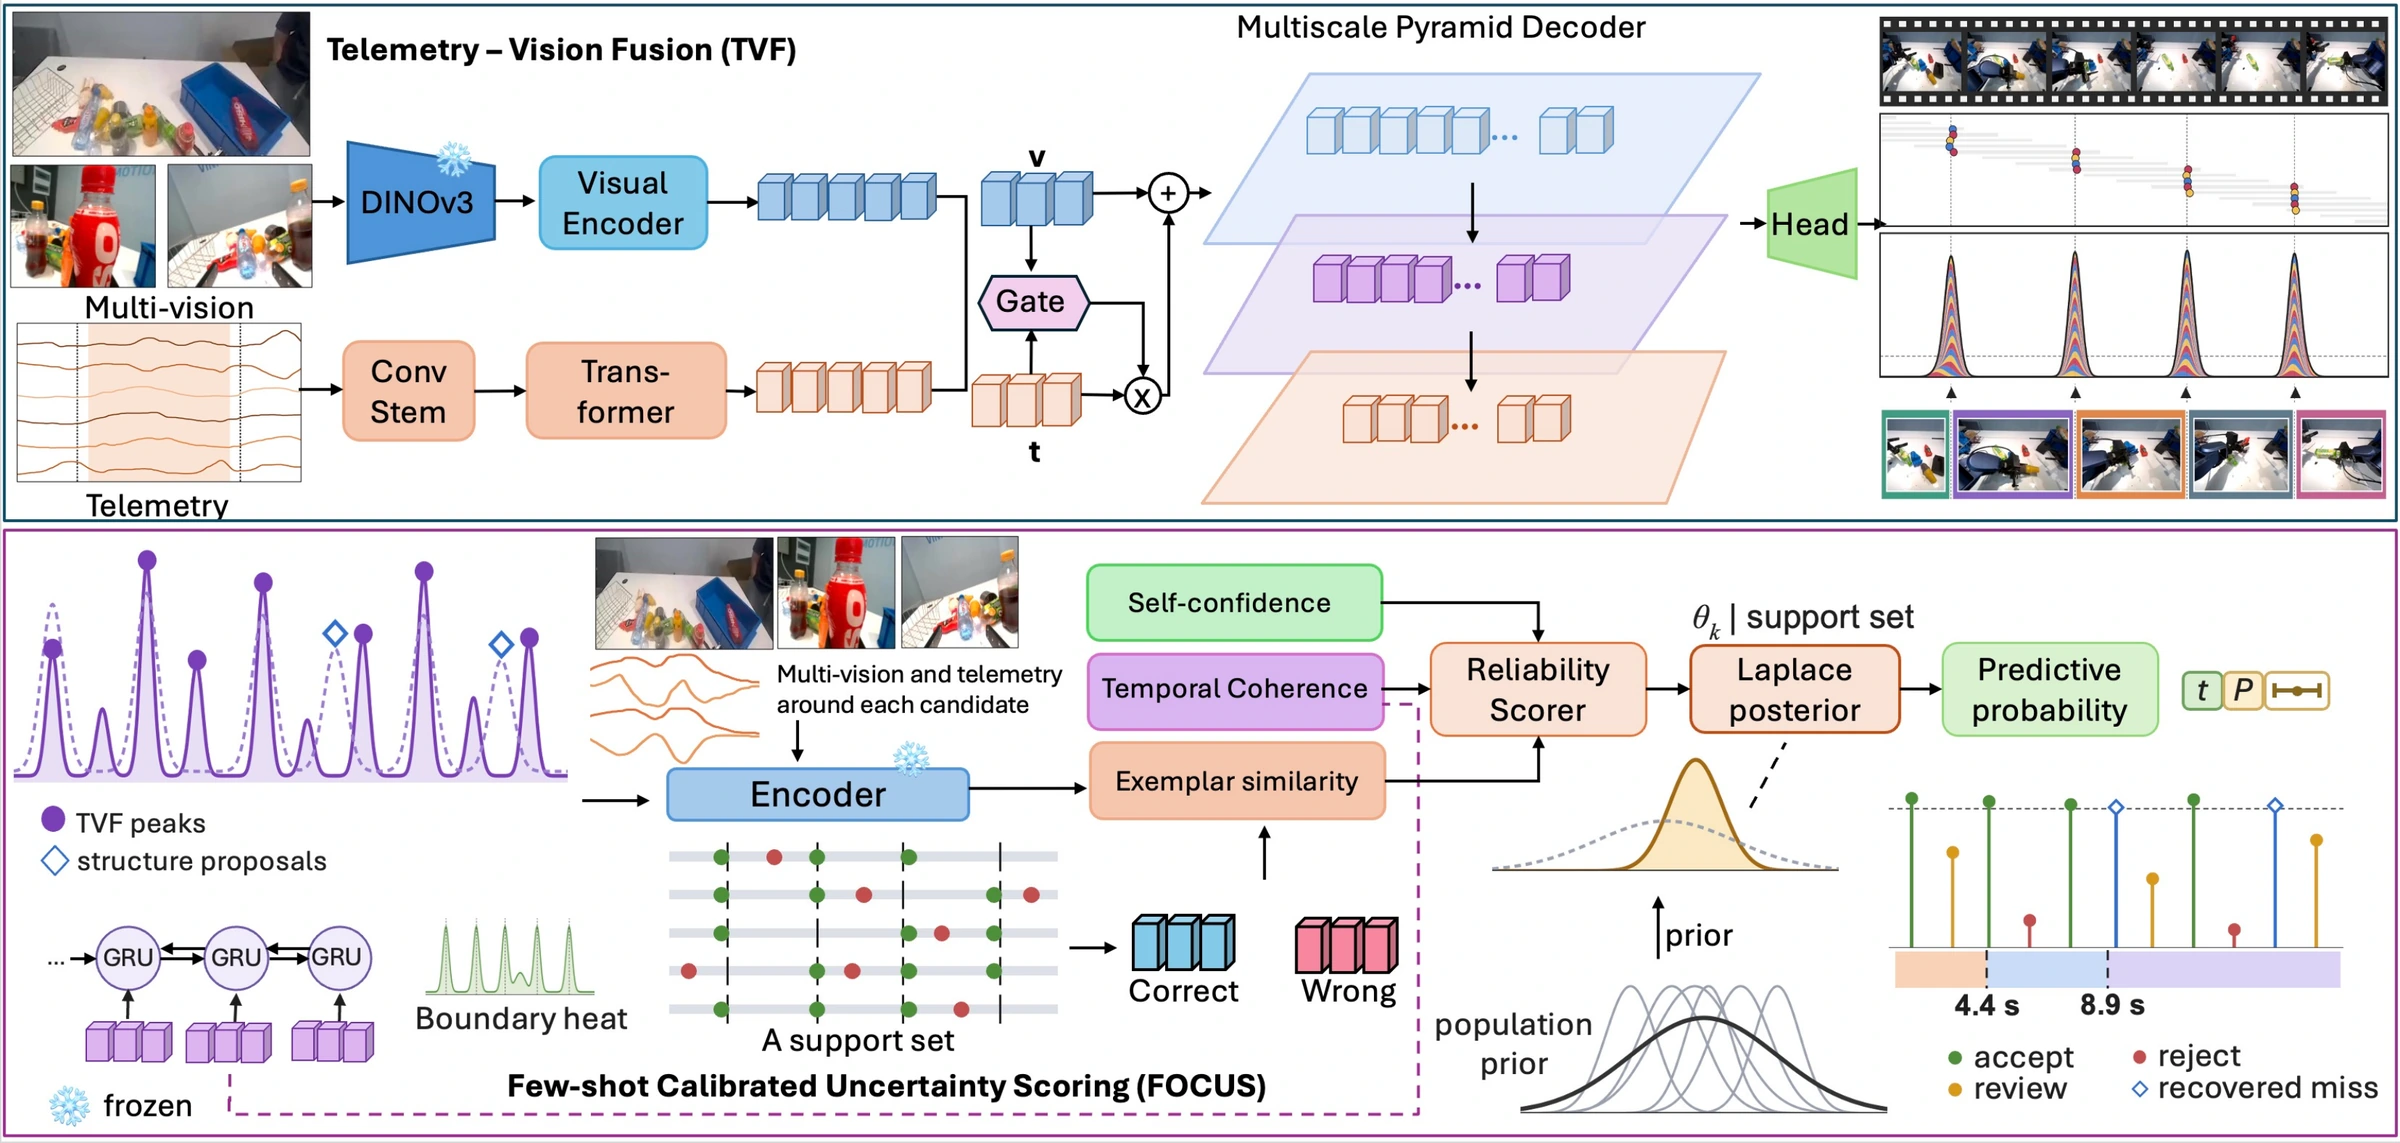 Telemetry – Vision Fusion (TVF)
Multiscale Pyramid Decoder
DINOv3
Visual
Encoder
v
+
Gate
Head
Multi-vision
Conv
Stem
Trans-
former
X
t
Telemetry
TVF peaks
structure proposals
...
GRU
GRU
GRU
Boundary heat
frozen
Multi-vision and telemetry
around each candidate
Encoder
A support set
Correct
Wrong
Few-shot Calibrated Uncertainty Scoring (FOCUS)
Self-confidence
Temporal Coherence
Exemplar similarity
Reliability
Scorer
θk | support set
Laplace
posterior
Predictive
probability
t P
prior
population
prior
4.4 s
8.9 s
accept
reject
review
recovered miss